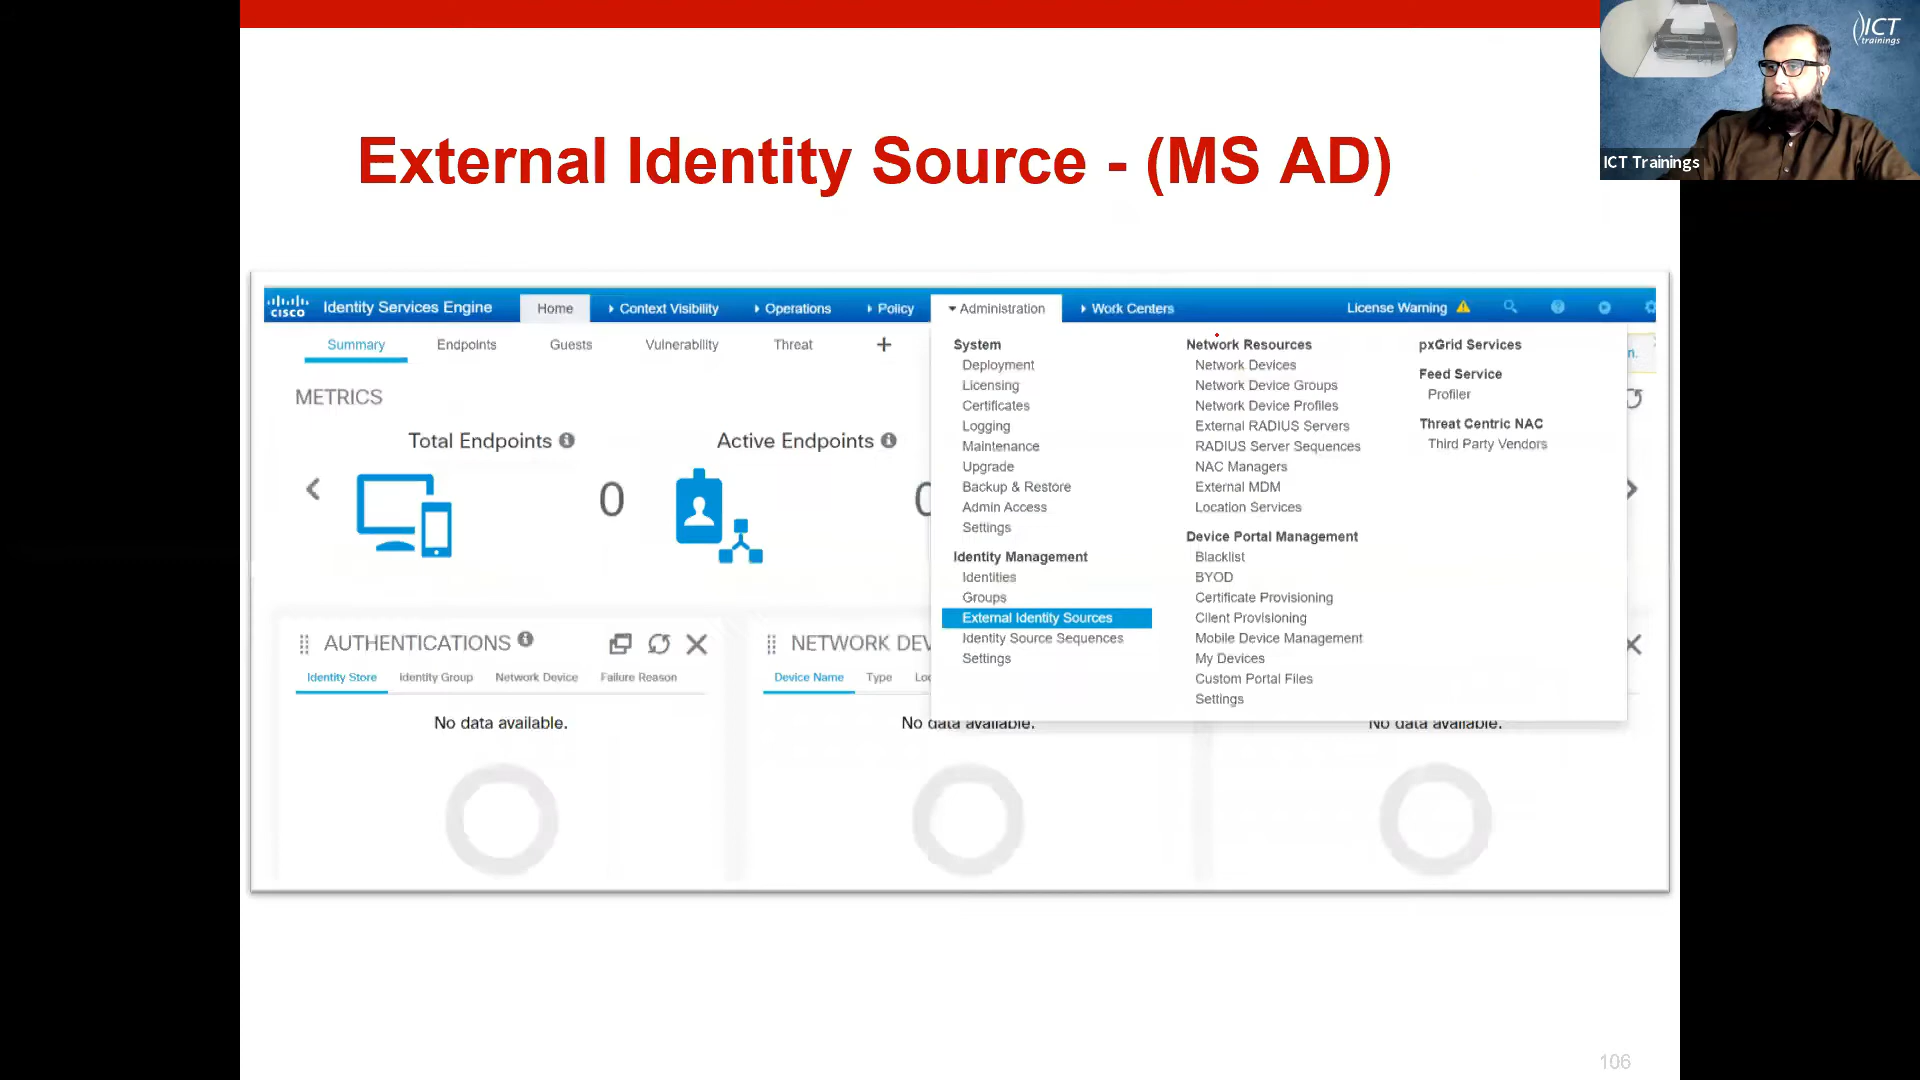 ICT
trainings
ICT Trainings
External Identity Source - (MS AD)
CISCO
Identity Services Engine
Home
Context Visibility
Operations
Policy
Administration
Work Centers
License Warning
Summary
Endpoints
Guests
Vulnerability
Threat
METRICS
Total Endpoints
0
Active Endpoints
System
Deployment
Licensing
Certificates
Logging
Maintenance
Upgrade
Backup & Restore
Admin Access
Settings
Identity Management
Identities
Groups
External Identity Sources
Identity Source Sequences
Settings
Network Resources
Network Devices
Network Device Groups
Network Device Profiles
External RADIUS Servers
RADIUS Server Sequences
NAC Managers
External MDM
Location Services
Device Portal Management
Blacklist
BYOD
Certificate Provisioning
Client Provisioning
Mobile Device Management
My Devices
Custom Portal Files
Settings
pxGrid Services
Feed Service
Profiler
Threat Centric NAC
Third Party Vendors
n.
AUTHENTICATIONS
Identity Store
Identity Group
Network Device
Failure Reason
No data available.
NETWORK DEV
Device Name
Type
Loc
No data available.
No data available.
106